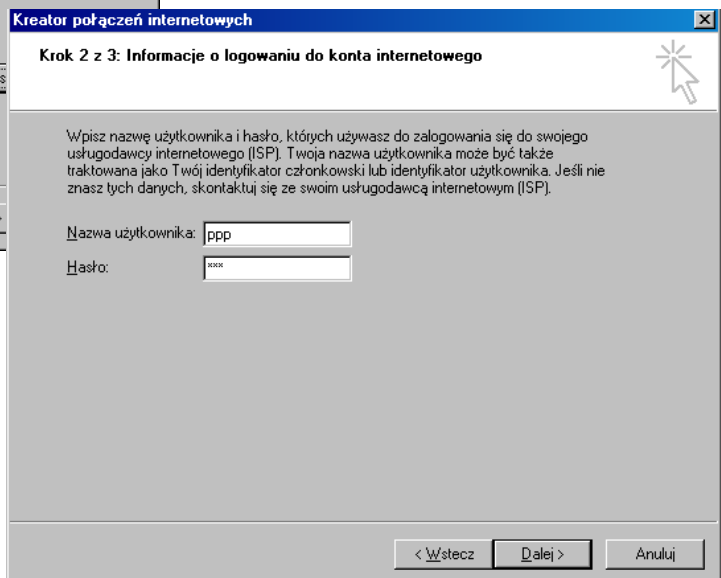 Kreator połączeń internetowych
Krok 2 z 3: Informacje o logowaniu do konta internetowego
Wpisz nazwę użytkownika i hasło, których używasz do zalogowania się do swojego
usługodawcy internetowego (ISP). Twoja nazwa użytkownika może być także
traktowana jako Twój identyfikator członkowski lub identyfikator użytkownika. Jeśli nie
znasz tych danych, skontaktuj się ze swoim usługodawcą internetowym (ISP).
Nazwa użytkownika: ppp
Hasło: ***
< Wstecz Dalej > Anuluj